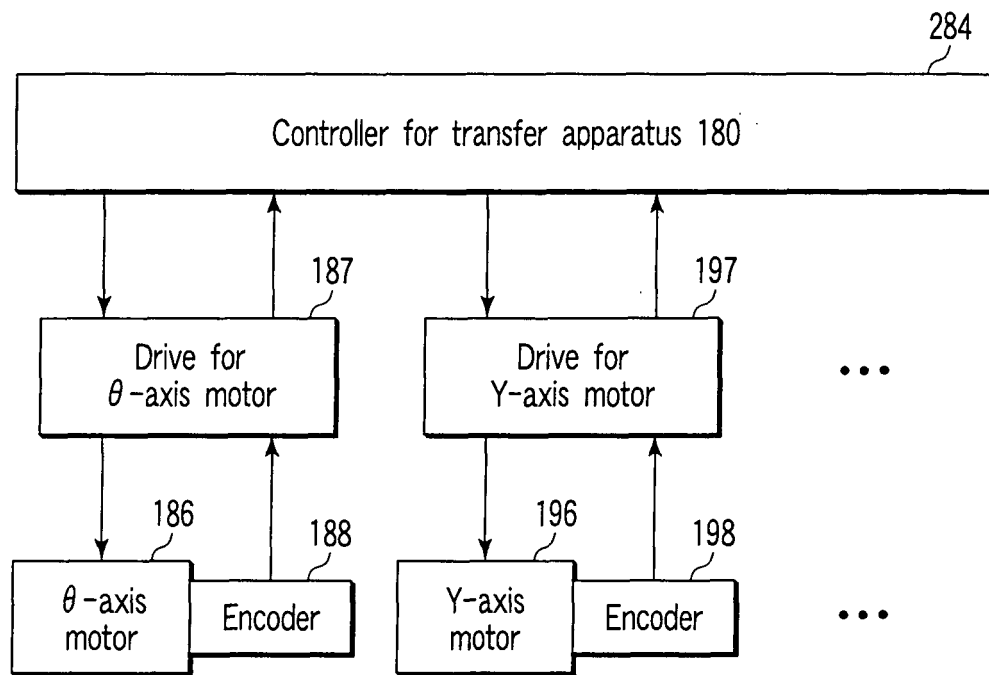 284
Controller for transfer apparatus 180
187
197
Drive for
θ-axis motor
Drive for
Y-axis motor
•••
186
188
196
198
θ-axis
motor
Encoder
Y-axis
motor
Encoder
•••